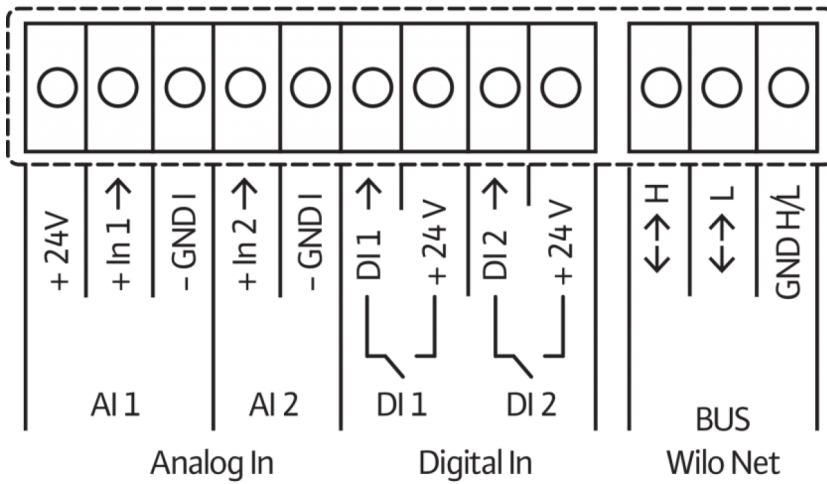 + 24V
+ In 1 →
– GND I
+ In 2 →
– GND I
DI 1 →
+ 24 V
DI 2 →
+ 24 V
↔ H
↔ L
GND H/L
AI 1
AI 2
DI 1
DI 2
BUS
Analog In
Digital In
Wilo Net